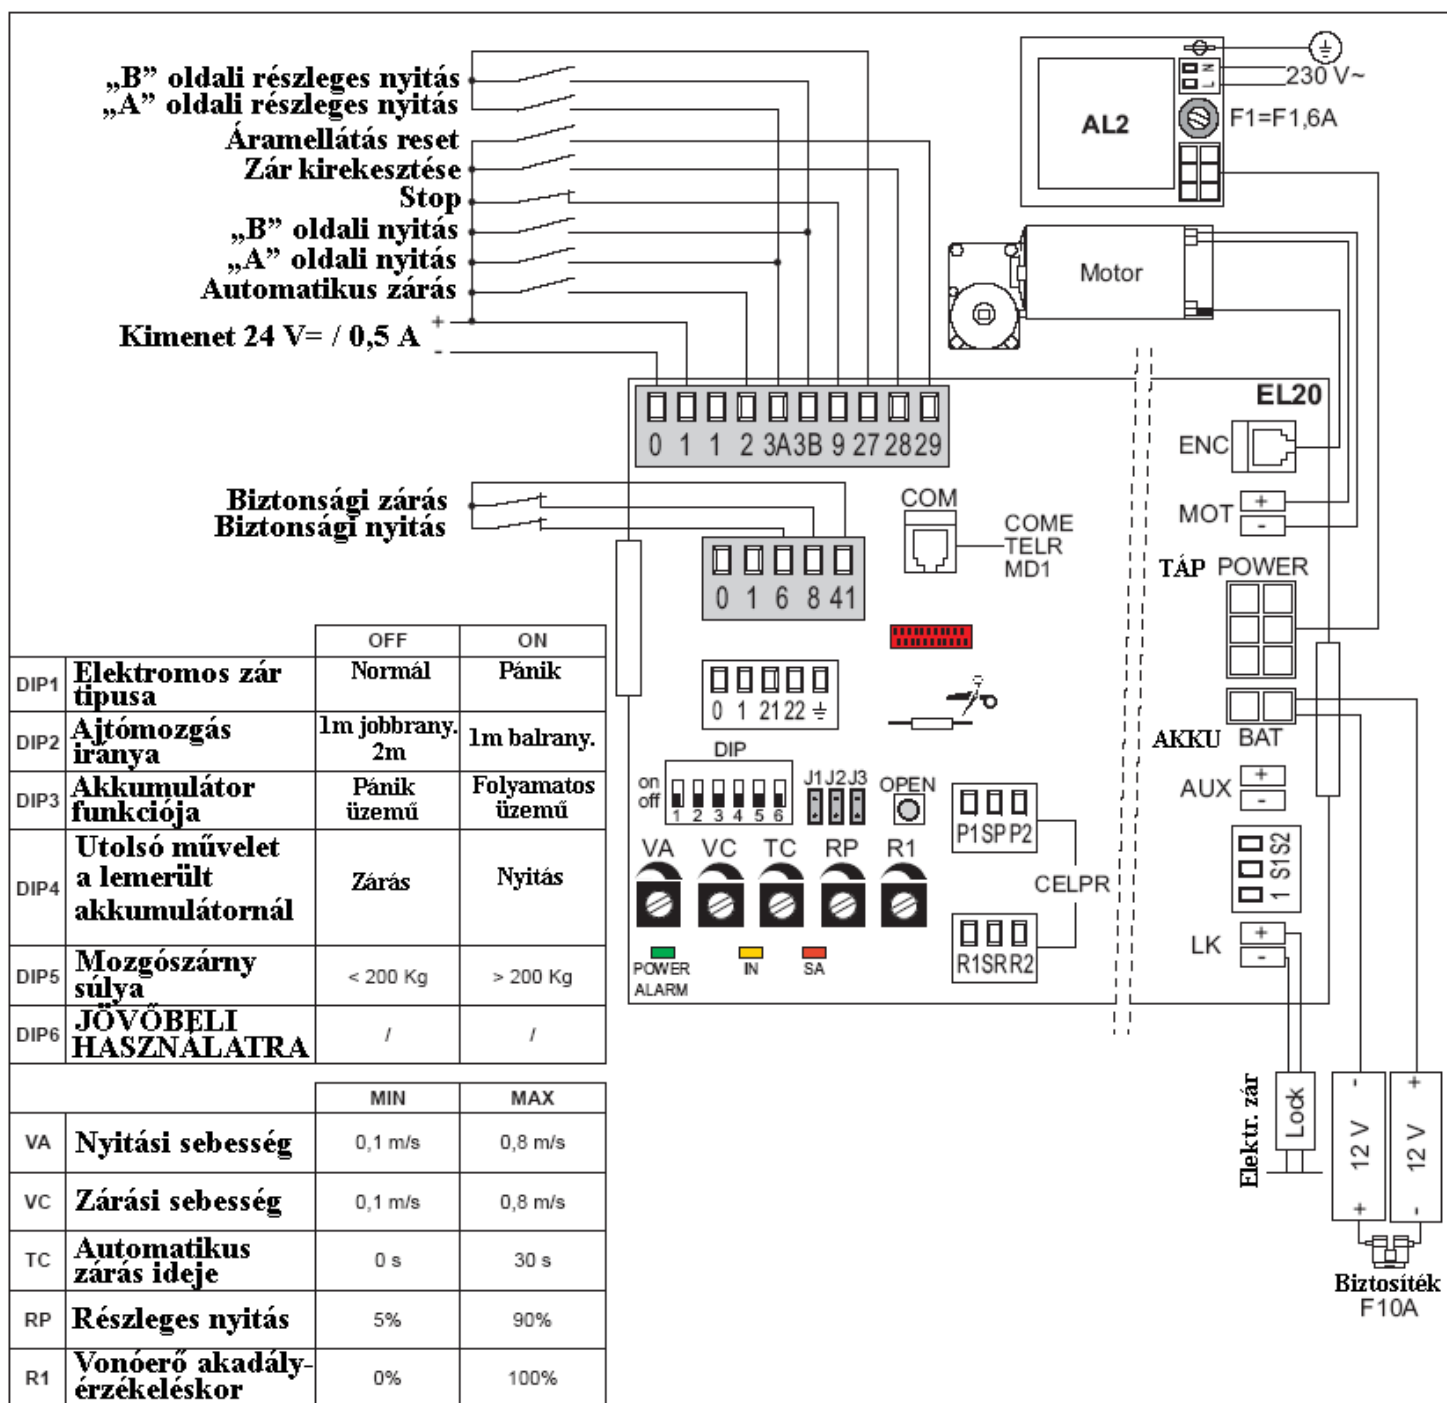 „B” oldali részleges nyitás
„A” oldali részleges nyitás
Áramellátás reset
Zár kirekesztése
Stop
„B” oldali nyitás
„A” oldali nyitás
Automatikus zárás
Kimenet 24 V= / 0,5 A
+
-
AL2
N
L
230 V~
F1=F1,6A
Motor
0 1 1 2 3A 3B 9 27 28 29
EL20
ENC
MOT
+
-
Biztonsági zárás
Biztonsági nyitás
0 1 6 8 41
COM
COME
TELR
MD1
TÁP POWER
AKKU BAT
0 1 21 22
DIP
on
off
1 2 3 4 5 6
J1 J2 J3
OPEN
VA VC TC RP R1
POWER
ALARM
IN
SA
P1 SP P2
CELPR
R1 SR R2
AUX
+
-
1 S1 S2
LK
+
-
Elektr. zár
Lock
- 12 V +
+ 12 V -
Biztosíték
F10A
OFF ON
DIP1 Elektromos zár tipusa Normál Pánik
DIP2 Ajtómozgás iránya 1m jobbrany. 2m 1m balrany.
DIP3 Akkumulátor funkciója Pánik üzemű Folyamatos üzemű
DIP4 Utolsó művelet a lemerült akkumulátornál Zárás Nyitás
DIP5 Mozgószárny súlya < 200 Kg > 200 Kg
DIP6 JÖVŐBELI HASZNÁLATRA / /
MIN MAX
VA Nyitási sebesség 0,1 m/s 0,8 m/s
VC Zárási sebesség 0,1 m/s 0,8 m/s
TC Automatikus zárás ideje 0 s 30 s
RP Részleges nyitás 5% 90%
R1 Vonóerő akadály-érzékeléskor 0% 100%